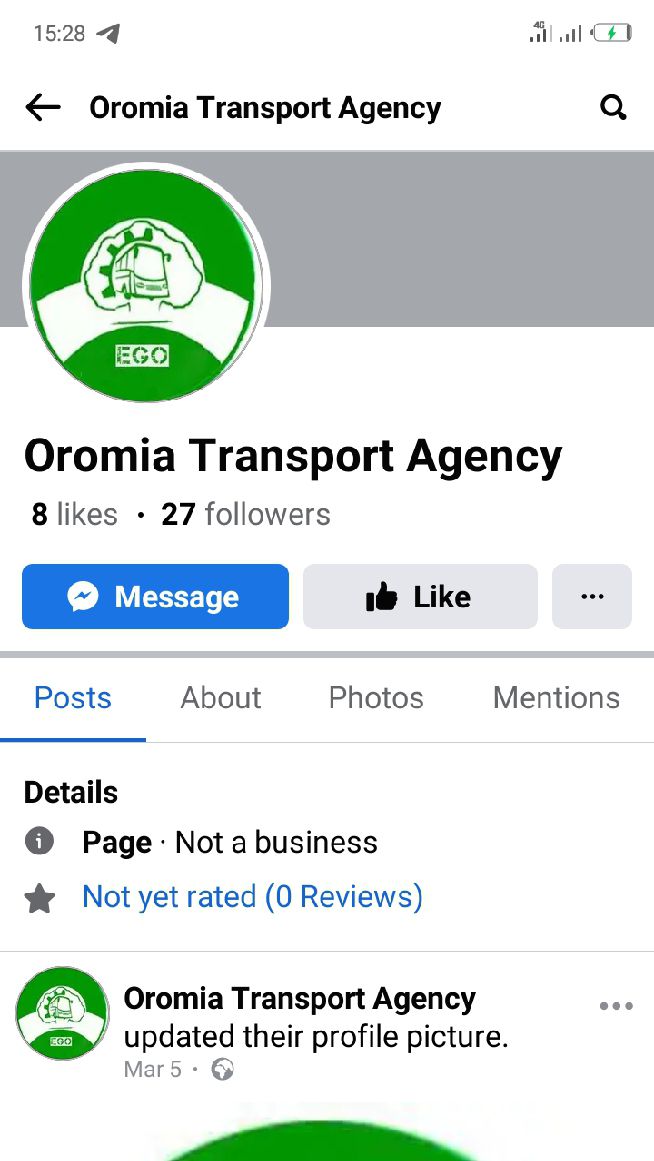 15:28
4G
Oromia Transport Agency
EGO
Oromia Transport Agency
8 likes • 27 followers
Message Like
Posts About Photos Mentions
Details
Page · Not a business
Not yet rated (0 Reviews)
Oromia Transport Agency
updated their profile picture.
EGO
Mar 5 ·